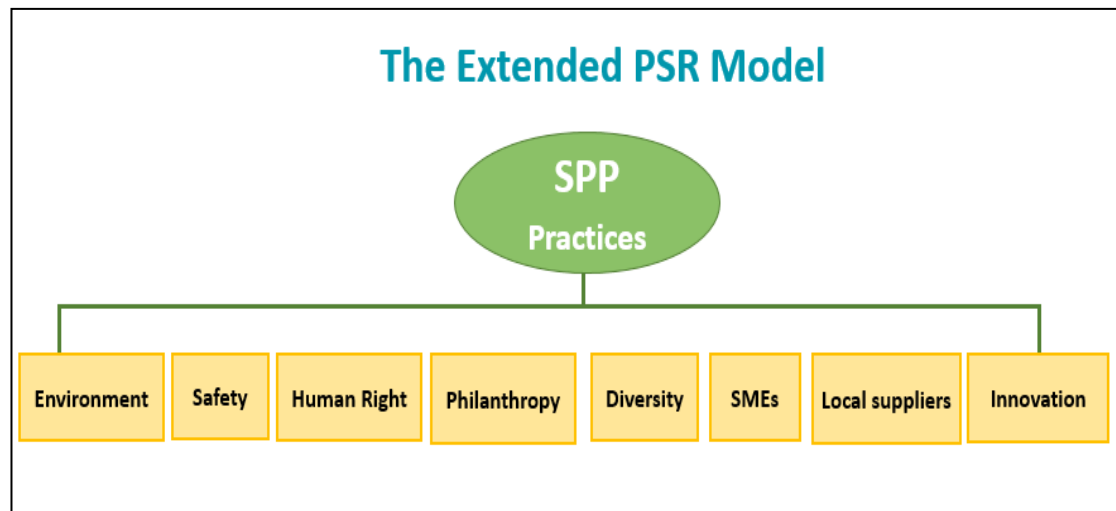 The Extended PSR Model
SPP
Practices
Environment
Safety
Human Right
Philanthropy
Diversity
SMEs
Local suppliers
Innovation